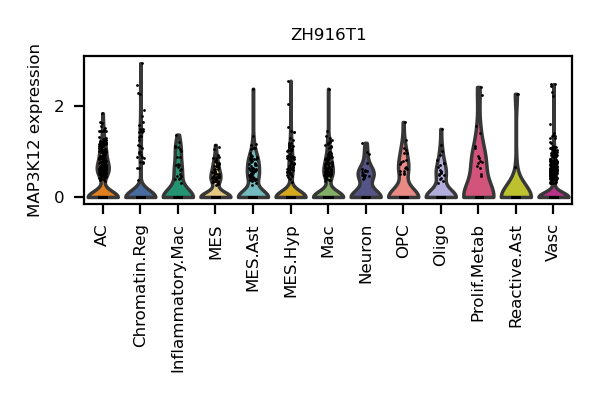 ZH916T1
MAP3K12 expression
2
0
AC
Chromatin.Reg
Inflammatory.Mac
MES
MES.Ast
MES.Hyp
Mac
Neuron
OPC
Oligo
Prolif.Metab
Reactive.Ast
Vasc